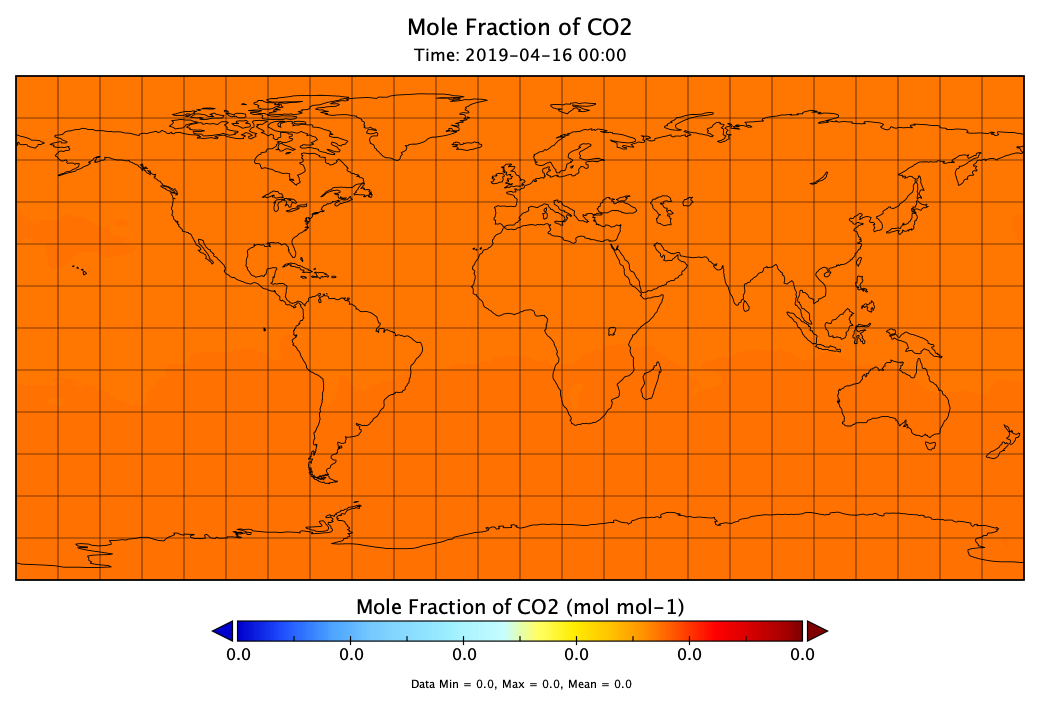 Mole Fraction of CO2
Time: 2019-04-16 00:00
Mole Fraction of CO2 (mol mol-1)
0.0 0.0 0.0 0.0 0.0 0.0
Data Min = 0.0, Max = 0.0, Mean = 0.0